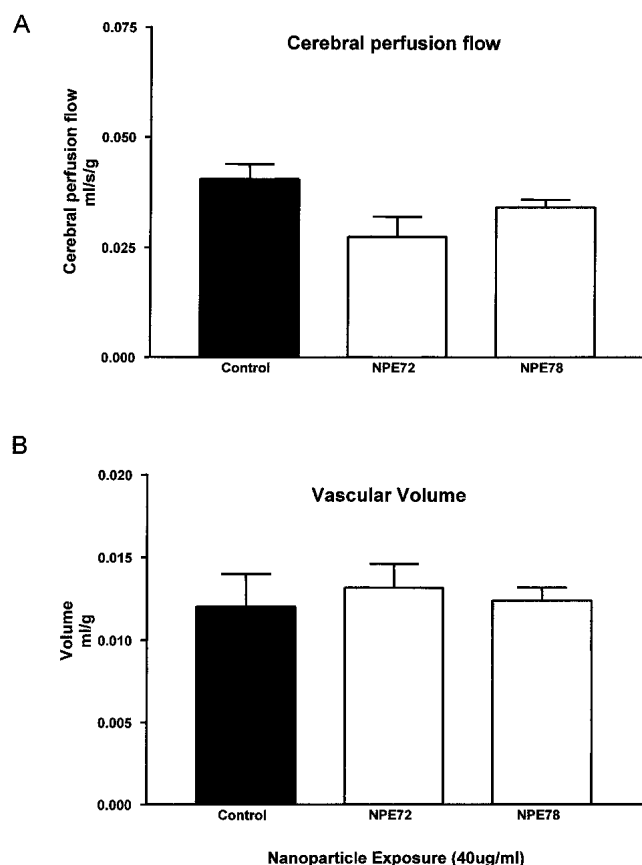 A
Cerebral perfusion flow
Cerebral perfusion flow
ml/s/g
0.075
0.050
0.025
0.000
Control
NPE72
NPE78
B
Vascular Volume
Volume
ml/g
0.020
0.015
0.010
0.005
0.000
Control
NPE72
NPE78
Nanoparticle Exposure (40ug/ml)